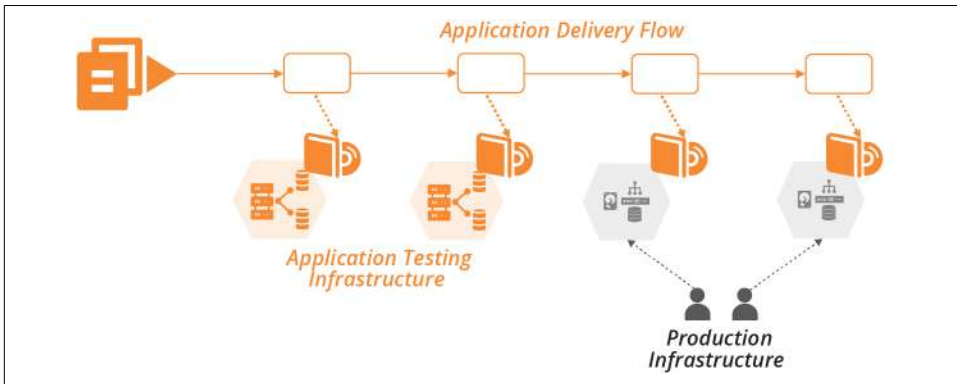 Application Delivery Flow
Application Testing
Infrastructure
Production
Infrastructure